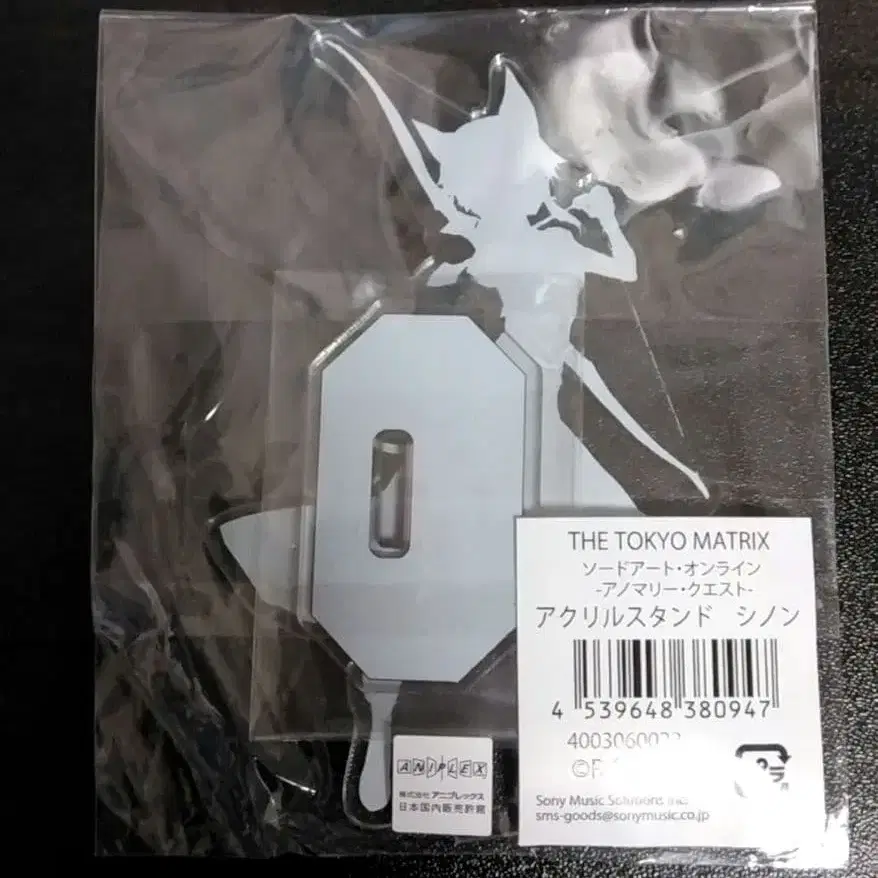 THE TOKYO MATRIX
ソードアート・オンライン
-アノマリー・クエスト-
アクリルスタンド シノン
4 539648 380947
Sony Music Solutions Inc.
sms-goods@sonymusic.co.jp
プラ
ANIPLEX
株式会社 アニプレックス
日本国内販売許諾